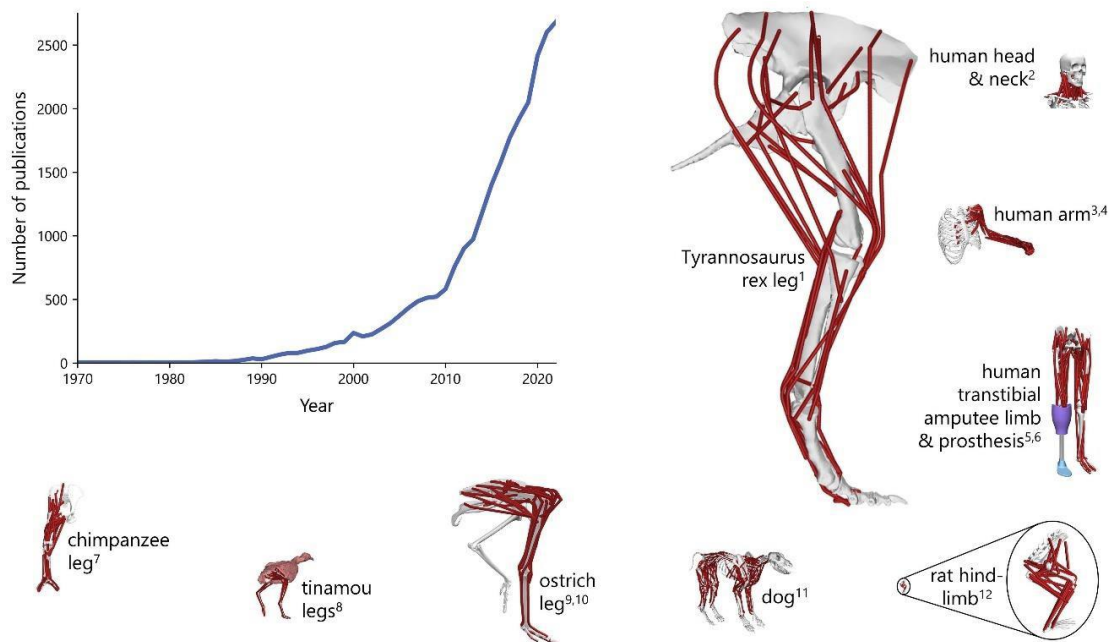 2500
2000
1500
1000
500
0
Number of publications
1970
1980
1990
2000
2010
2020
Year
Tyrannosaurus
rex leg1
human head
& neck2
human arm3,4
human
transtibial
amputee limb
& prosthesis5,6
chimpanzee
leg7
tinamou
legs8
ostrich
leg9,10
dog11
rat hind-
limb12